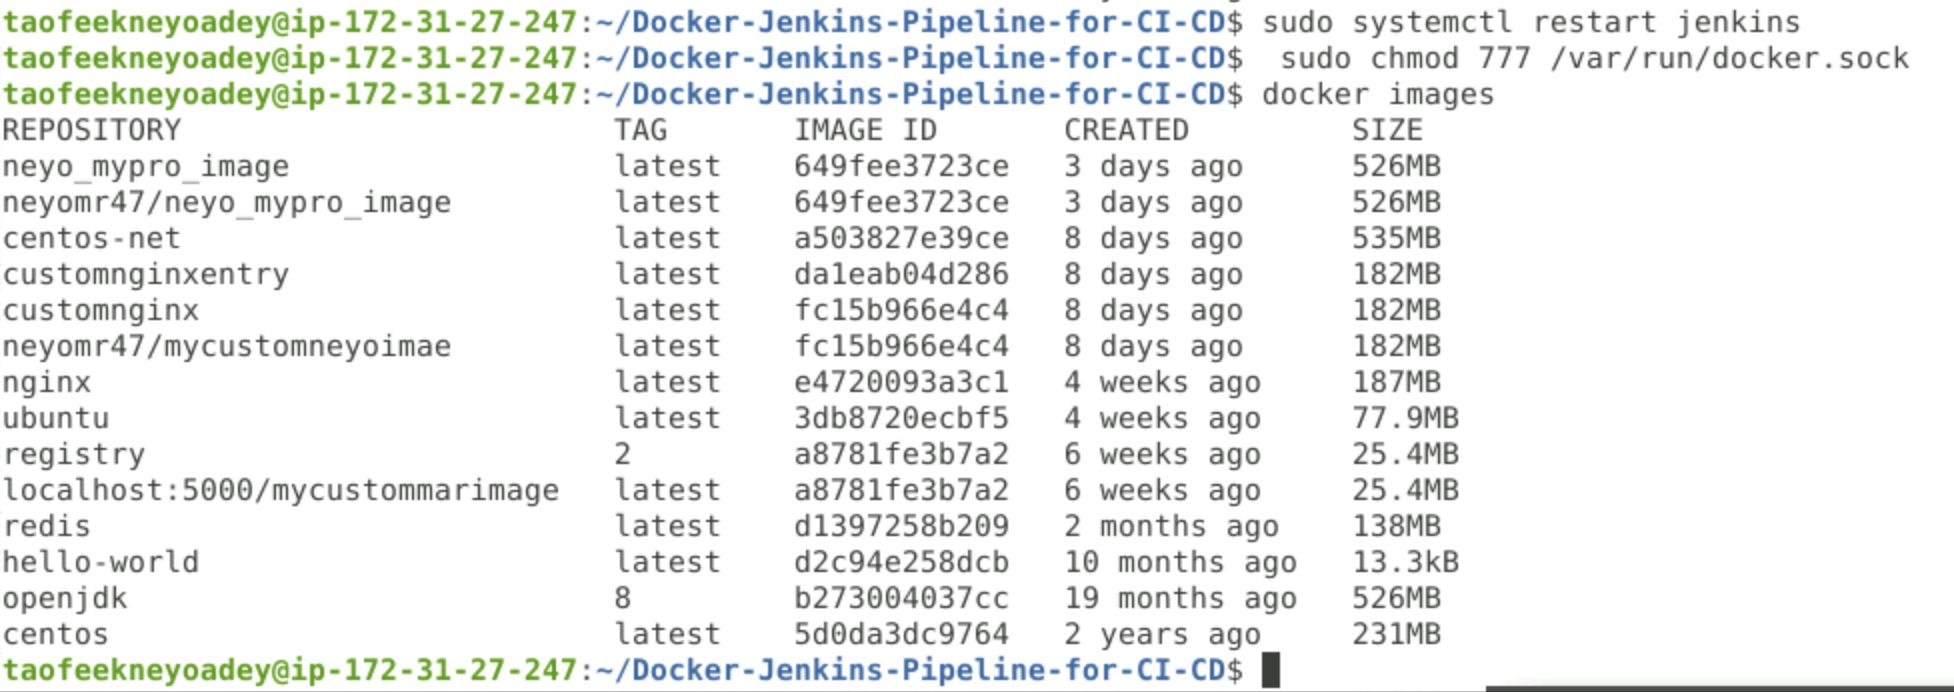 taofeekneyoadey@ip-172-31-27-247:~/Docker-Jenkins-Pipeline-for-CI-CD$ sudo systemctl restart jenkins
taofeekneyoadey@ip-172-31-27-247:~/Docker-Jenkins-Pipeline-for-CI-CD$  sudo chmod 777 /var/run/docker.sock
taofeekneyoadey@ip-172-31-27-247:~/Docker-Jenkins-Pipeline-for-CI-CD$ docker images
REPOSITORY                        TAG       IMAGE ID       CREATED         SIZE
neyo_mypro_image                  latest    649fee3723ce   3 days ago      526MB
neyomr47/neyo_mypro_image         latest    649fee3723ce   3 days ago      526MB
centos-net                        latest    a503827e39ce   8 days ago      535MB
customnginxentry                  latest    da1eab04d286   8 days ago      182MB
customnginx                       latest    fc15b966e4c4   8 days ago      182MB
neyomr47/mycustomneyoimae         latest    fc15b966e4c4   8 days ago      182MB
nginx                             latest    e4720093a3c1   4 weeks ago     187MB
ubuntu                            latest    3db8720ecbf5   4 weeks ago     77.9MB
registry                          2         a8781fe3b7a2   6 weeks ago     25.4MB
localhost:5000/mycustommarimage   latest    a8781fe3b7a2   6 weeks ago     25.4MB
redis                             latest    d1397258b209   2 months ago    138MB
hello-world                       latest    d2c94e258dcb   10 months ago   13.3kB
openjdk                           8         b273004037cc   19 months ago   526MB
centos                            latest    5d0da3dc9764   2 years ago     231MB
taofeekneyoadey@ip-172-31-27-247:~/Docker-Jenkins-Pipeline-for-CI-CD$